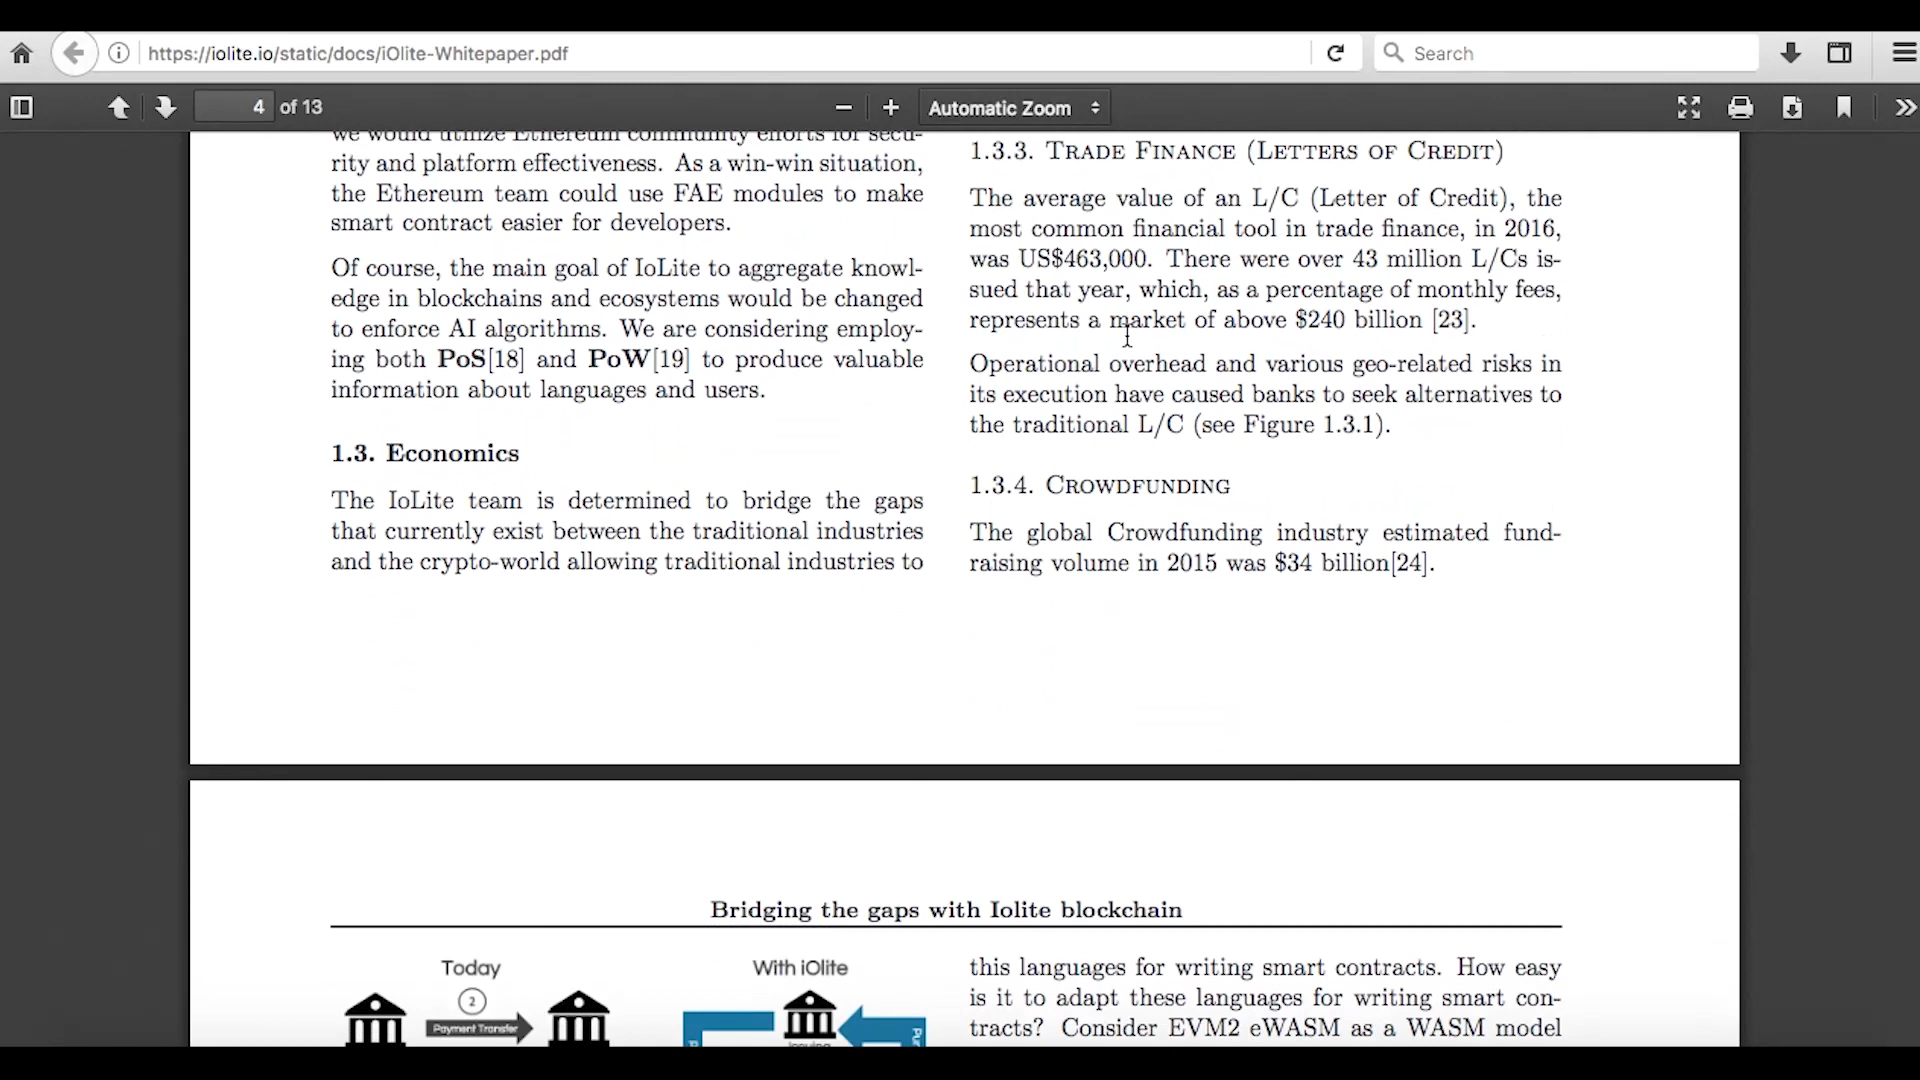 https://iolite.io/static/docs/iOlite-Whitepaper.pdf
Search
4 of 13
Automatic Zoom
we would utilize Ethereum community efforts for secu-
rity and platform effectiveness. As a win-win situation,
the Ethereum team could use FAE modules to make
smart contract easier for developers.
Of course, the main goal of IoLite to aggregate knowl-
edge in blockchains and ecosystems would be changed
to enforce AI algorithms. We are considering employ-
ing both PoS[18] and PoW[19] to produce valuable
information about languages and users.
1.3. Economics
The IoLite team is determined to bridge the gaps
that currently exist between the traditional industries
and the crypto-world allowing traditional industries to
1.3.3. Trade Finance (Letters of Credit)
The average value of an L/C (Letter of Credit), the
most common financial tool in trade finance, in 2016,
was US$463,000. There were over 43 million L/Cs is-
sued that year, which, as a percentage of monthly fees,
represents a market of above $240 billion [23].
Operational overhead and various geo-related risks in
its execution have caused banks to seek alternatives to
the traditional L/C (see Figure 1.3.1).
1.3.4. Crowdfunding
The global Crowdfunding industry estimated fund-
raising volume in 2015 was $34 billion[24].
Bridging the gaps with Iolite blockchain
Today
2
Payment Transfer
With iOlite
this languages for writing smart contracts. How easy
is it to adapt these languages for writing smart con-
tracts? Consider EVM2 eWASM as a WASM model